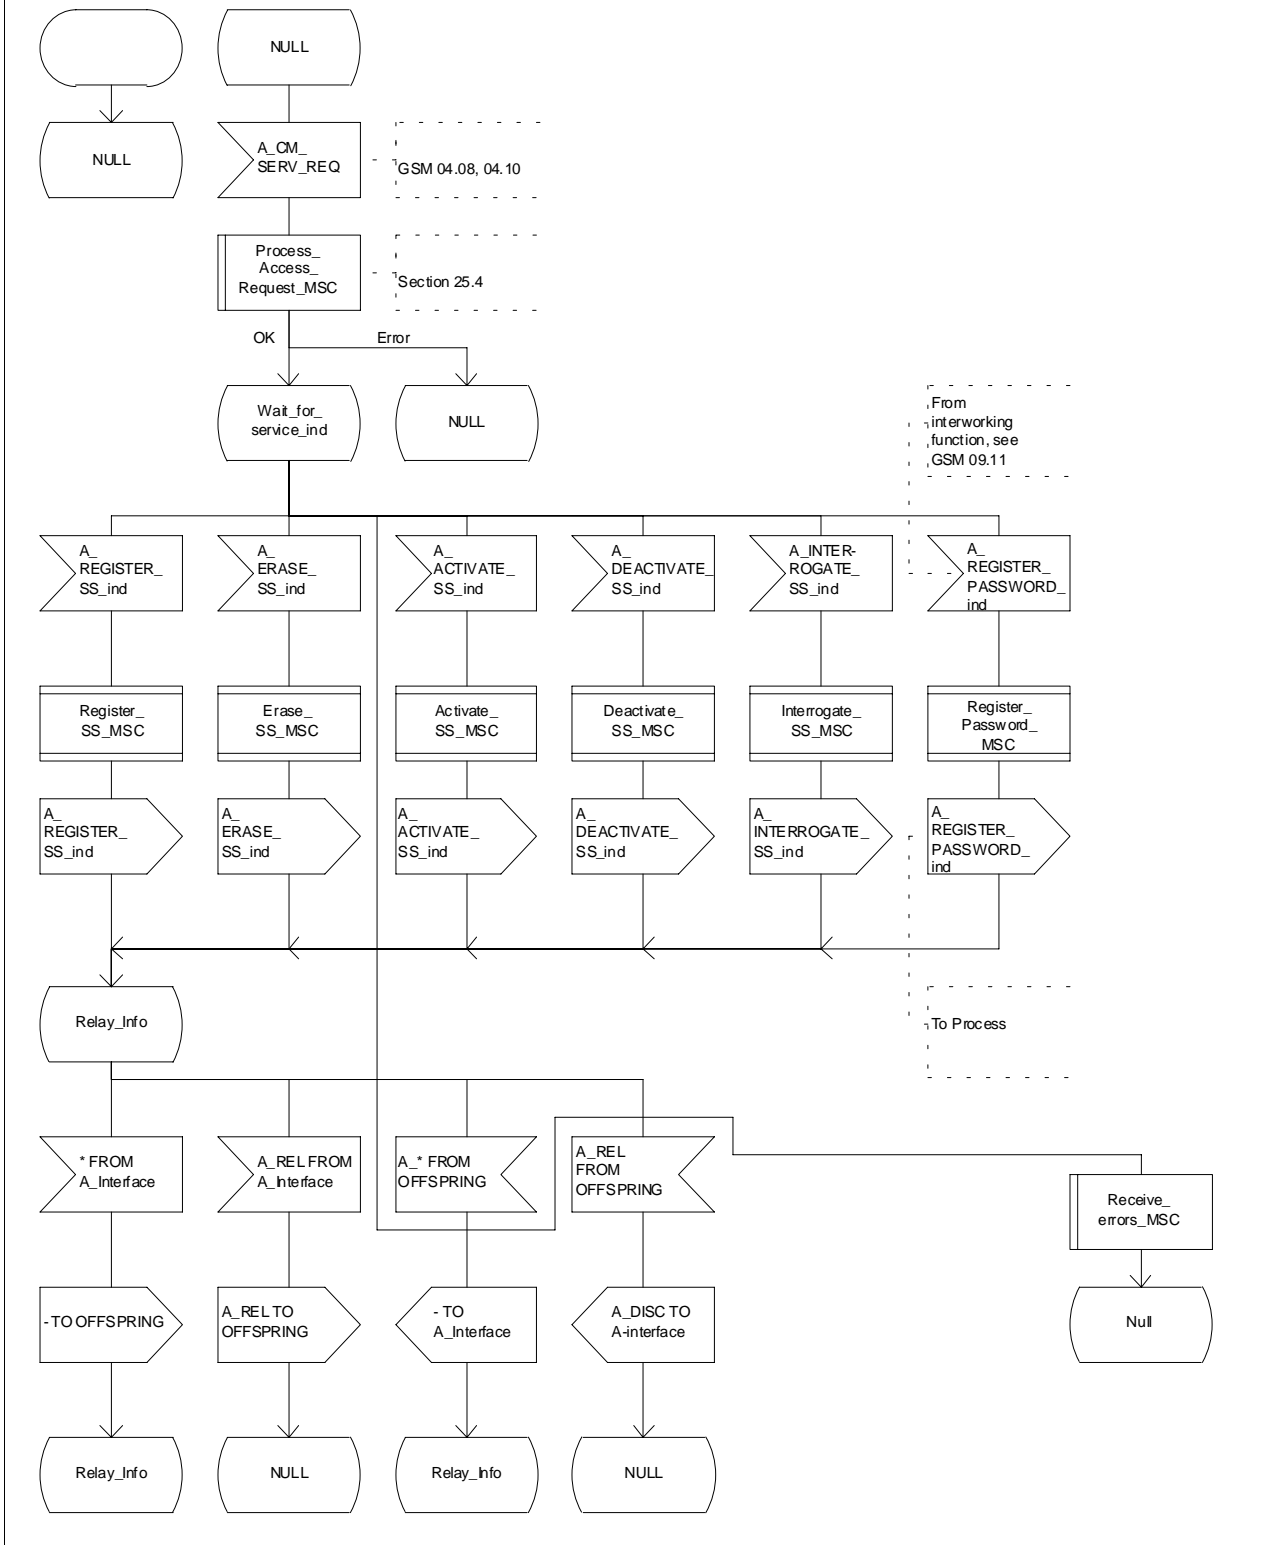 NULL
NULL
A_CM_
SERV_REQ
GSM 04.08, 04.10
Process_
Access_
Request_MSC
Section 25.4
OK
Error
Wait_for_
service_ind
NULL
From
interworking
function, see
GSM 09.11
A_
REGISTER_
SS_ind
A_
ERASE_
SS_ind
A_
ACTIVATE_
SS_ind
A_
DEACTIVATE_
SS_ind
A_INTER-
ROGATE_
SS_ind
A_
REGISTER_
PASSWORD_
ind
Register_
SS_MSC
Erase_
SS_MSC
Activate_
SS_MSC
Deactivate_
SS_MSC
Interrogate_
SS_MSC
Register_
Password_
MSC
A_
REGISTER_
SS_ind
A_
ERASE_
SS_ind
A_
ACTIVATE_
SS_ind
A_
DEACTIVATE_
SS_ind
A_
INTERROGATE_
SS_ind
A_
REGISTER_
PASSWORD_
ind
Relay_Info
To Process
* FROM
A_Interface
A_REL FROM
A_Interface
A_* FROM
OFFSPRING
A_REL
FROM
OFFSPRING
Receive_
errors_MSC
- TO OFFSPRING
A_REL TO
OFFSPRING
- TO
A_Interface
A_DISC TO
A-interface
Null
Relay_Info
NULL
Relay_Info
NULL